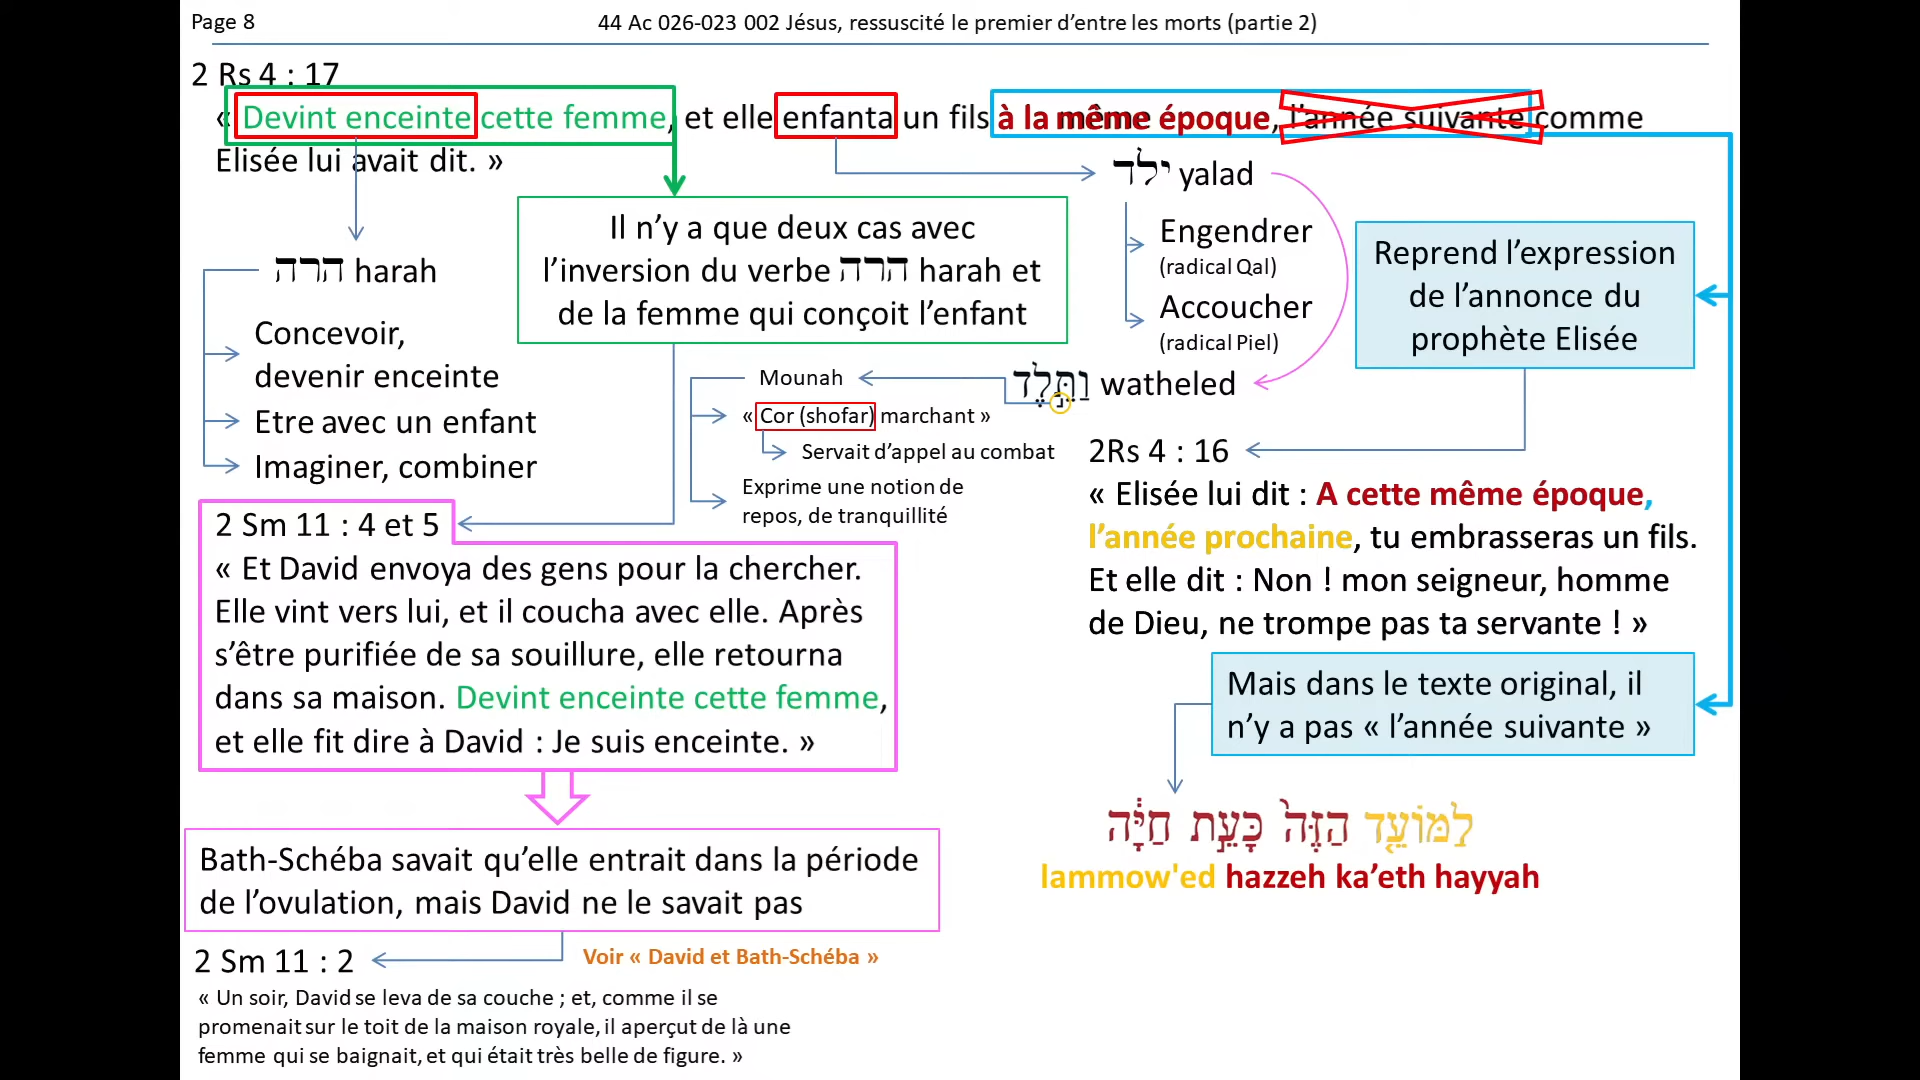 Page 8
44 Ac 026-023 002 Jésus, ressuscité le premier d’entre les morts (partie 2)
2 Rs 4 : 17
« Devint enceinte cette femme, et elle enfanta un fils à la même époque, l’année suivante comme
Elisée lui avait dit. »
הרה harah
Concevoir,
devenir enceinte
Etre avec un enfant
Imaginer, combiner
Il n’y a que deux cas avec
l’inversion du verbe הרה harah et
de la femme qui conçoit l’enfant
ילד yalad
Engendrer
(radical Qal)
Accoucher
(radical Piel)
וַתֵּלֶד watheled
Mounah
« Cor (shofar) marchant »
Servait d’appel au combat
Exprime une notion de
repos, de tranquillité
Reprend l’expression
de l’annonce du
prophète Elisée
2Rs 4 : 16
« Elisée lui dit : A cette même époque,
l’année prochaine, tu embrasseras un fils.
Et elle dit : Non ! mon seigneur, homme
de Dieu, ne trompe pas ta servante ! »
Mais dans le texte original, il
n’y a pas « l’année suivante »
לַמּוֹעֵ֤ד הַזֶּה֙ כָּעֵ֣ת חַיָּ֔ה
lammow'ed hazzeh ka’eth hayyah
2 Sm 11 : 4 et 5
« Et David envoya des gens pour la chercher.
Elle vint vers lui, et il coucha avec elle. Après
s’être purifiée de sa souillure, elle retourna
dans sa maison. Devint enceinte cette femme,
et elle fit dire à David : Je suis enceinte. »
Bath-Schéba savait qu’elle entrait dans la période
de l’ovulation, mais David ne le savait pas
2 Sm 11 : 2
Voir « David et Bath-Schéba »
« Un soir, David se leva de sa couche ; et, comme il se
promenait sur le toit de la maison royale, il aperçut de là une
femme qui se baignait, et qui était très belle de figure. »